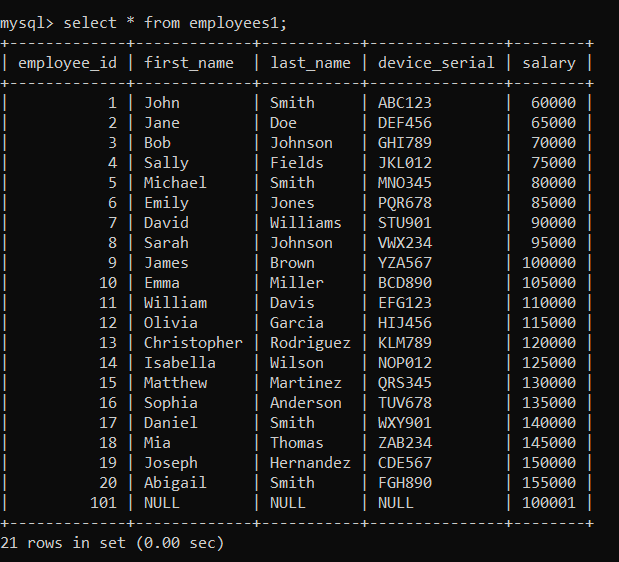 mysql> select * from employees1;
+-------------+-------------+-----------+---------------+--------+
| employee_id | first_name  | last_name | device_serial | salary |
+-------------+-------------+-----------+---------------+--------+
|           1 | John        | Smith     | ABC123        |  60000 |
|           2 | Jane        | Doe       | DEF456        |  65000 |
|           3 | Bob         | Johnson   | GHI789        |  70000 |
|           4 | Sally       | Fields    | JKL012        |  75000 |
|           5 | Michael     | Smith     | MNO345        |  80000 |
|           6 | Emily       | Jones     | PQR678        |  85000 |
|           7 | David       | Williams  | STU901        |  90000 |
|           8 | Sarah       | Johnson   | VWX234        |  95000 |
|           9 | James       | Brown     | YZA567        | 100000 |
|          10 | Emma        | Miller    | BCD890        | 105000 |
|          11 | William     | Davis     | EFG123        | 110000 |
|          12 | Olivia      | Garcia    | HIJ456        | 115000 |
|          13 | Christopher | Rodriguez | KLM789        | 120000 |
|          14 | Isabella    | Wilson    | NOP012        | 125000 |
|          15 | Matthew     | Martinez  | QRS345        | 130000 |
|          16 | Sophia      | Anderson  | TUV678        | 135000 |
|          17 | Daniel      | Smith     | WXY901        | 140000 |
|          18 | Mia         | Thomas    | ZAB234        | 145000 |
|          19 | Joseph      | Hernandez | CDE567        | 150000 |
|          20 | Abigail     | Smith     | FGH890        | 155000 |
|         101 | NULL        | NULL      | NULL          | 100001 |
+-------------+-------------+-----------+---------------+--------+
21 rows in set (0.00 sec)